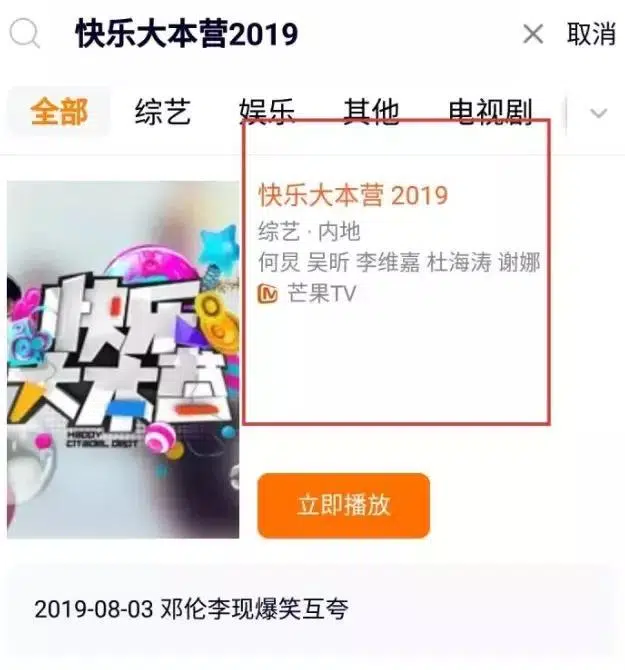 快乐大本营2019
取消
全部 综艺 娱乐 其他 电视剧
快乐大本营 2019
综艺 · 内地
何炅 吴昕 李维嘉 杜海涛 谢娜
芒果TV
快乐
大本营
HAPPY
CITADEL DEPT
立即播放
2019-08-03 邓伦李现爆笑互夸